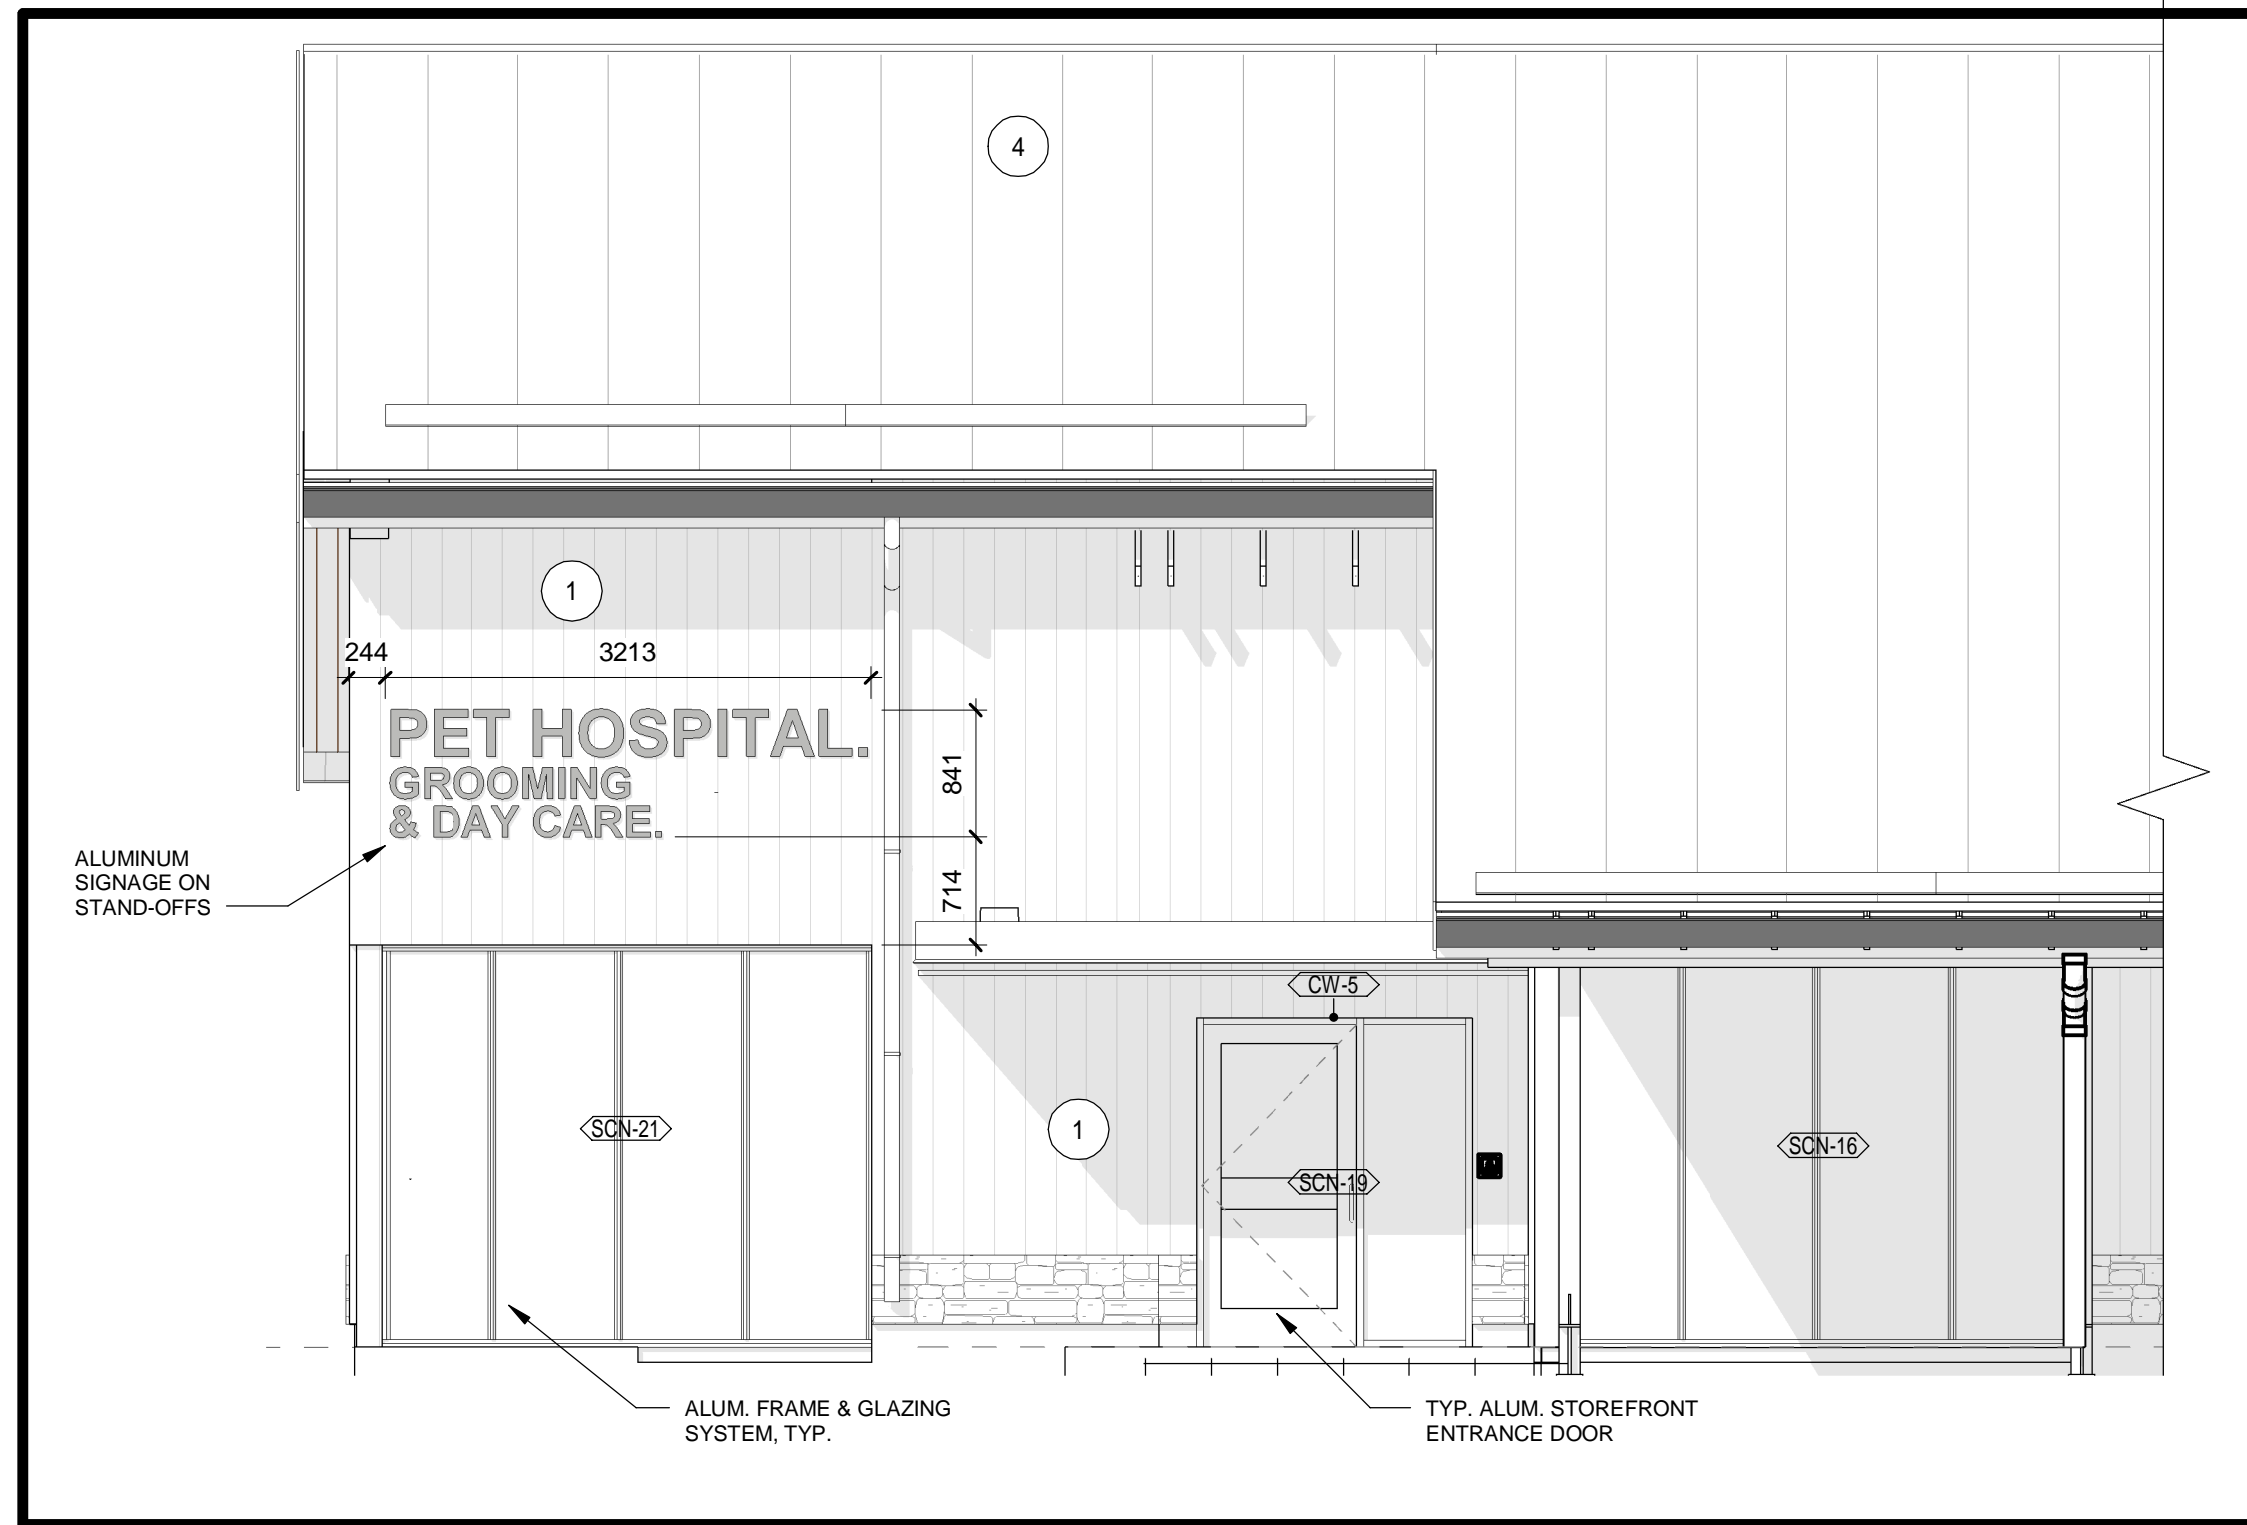 4
1
244
3213
PET HOSPITAL.
GROOMING
& DAY CARE.
841
714
ALUMINUM
SIGNAGE ON
STAND-OFFS
CW-5
SCN-21
1
SCN-19
SCN-16
ALUM. FRAME & GLAZING
SYSTEM, TYP.
TYP. ALUM. STOREFRONT
ENTRANCE DOOR